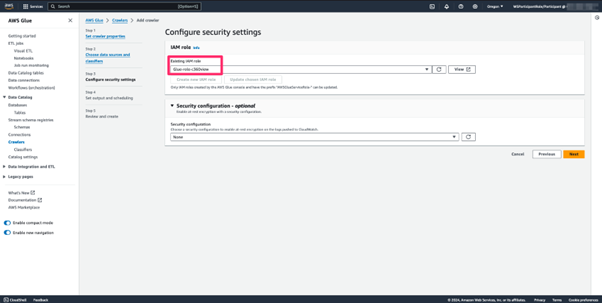 aws
Services
Search
[Option+S]
Oregon
AWS Glue
AWS Glue > Crawlers > Add crawler
Getting started
ETL jobs
Visual ETL
Notebooks
Job run monitoring
Data Catalog tables
Data connections
Workflows (orchestration)
Data Catalog
Databases
Tables
Stream schema registries
Schemas
Connections
Crawlers
Classifiers
Catalog settings
Data Integration and ETL
Legacy pages
What's New
Documentation
AWS Marketplace
Enable compact mode
Enable new navigation
Step 1
Set crawler properties
Step 2
Choose data sources and
classifiers
Step 3
Configure security settings
Step 4
Set output and scheduling
Step 5
Review and create
Configure security settings
IAM role Info
Existing IAM role
View
Create new IAM role
Update chosen IAM role
Only IAM roles created by the AWS Glue console and have the prefix "AWSGlueServiceRole-" can be updated.
Security configuration - optional
Enable at-rest encryption with a security configuration.
Security configuration
Choose a security configuration to enable at-rest encryption on the logs pushed to CloudWatch.
None
Cancel
Previous
Next
CloudShell
Feedback
© 2024, Amazon Web Services, Inc. or its affiliates.
Privacy
Terms
Cookie preferences